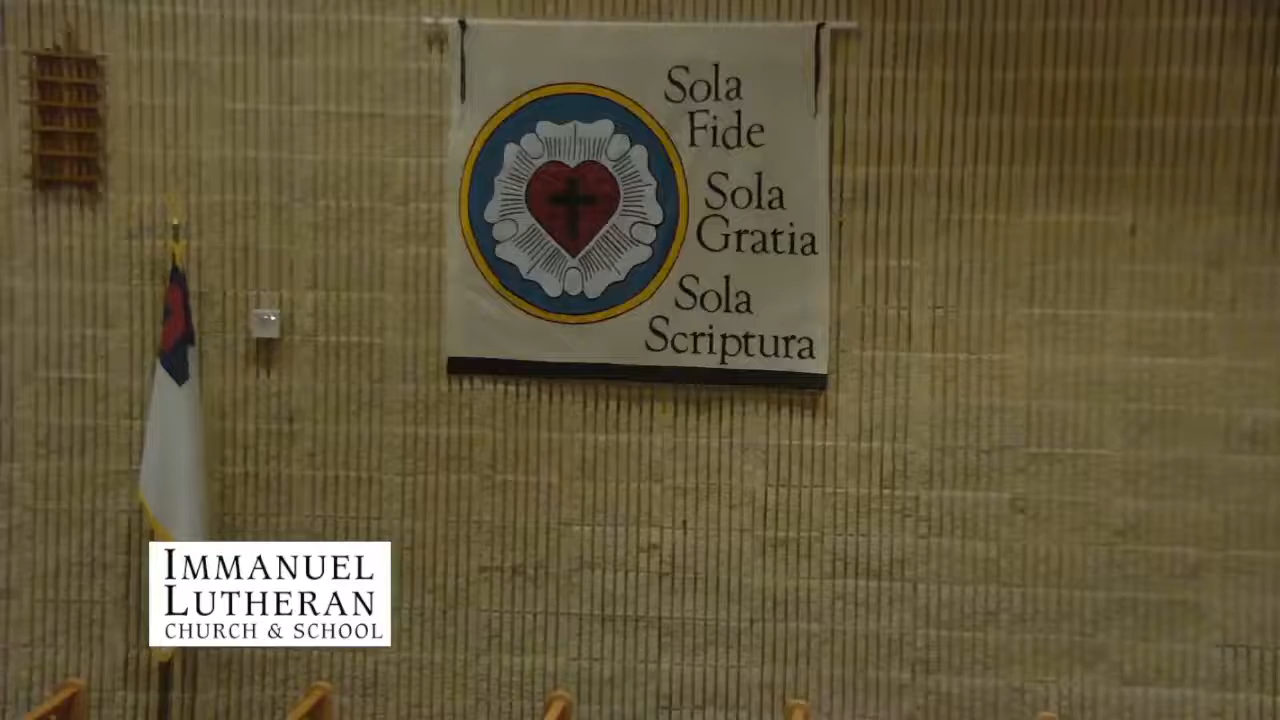 Sola
Fide
Sola
Gratia
Sola
Scriptura
IMMANUEL
LUTHERAN
CHURCH & SCHOOL